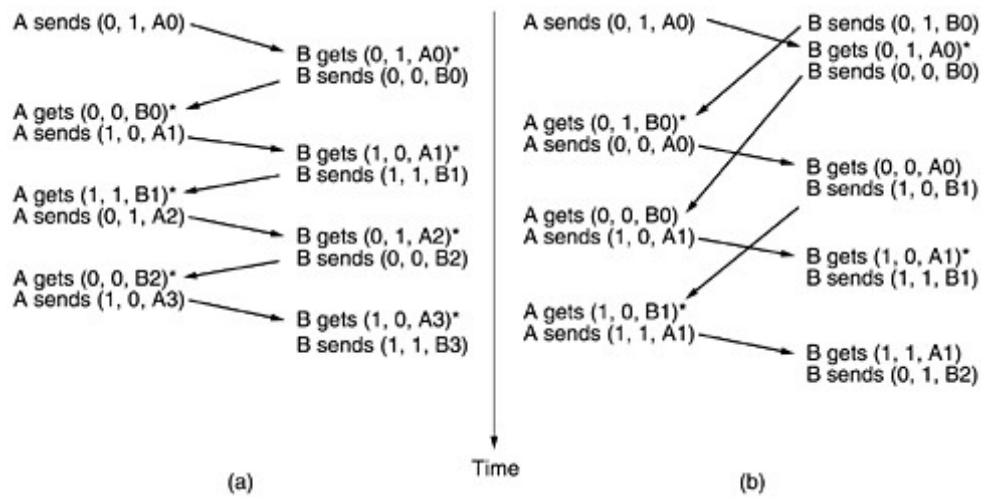 A sends (0, 1, A0)
B gets (0, 1, A0)*
B sends (0, 0, B0)
A gets (0, 0, B0)*
A sends (1, 0, A1)
B gets (1, 0, A1)*
B sends (1, 1, B1)
A gets (1, 1, B1)*
A sends (0, 1, A2)
B gets (0, 1, A2)*
B sends (0, 0, B2)
A gets (0, 0, B2)*
A sends (1, 0, A3)
B gets (1, 0, A3)*
B sends (1, 1, B3)
(a)
Time
A sends (0, 1, A0)
B sends (0, 1, B0)
B gets (0, 1, A0)*
B sends (0, 0, B0)
A gets (0, 1, B0)*
A sends (0, 0, A0)
B gets (0, 0, A0)
B sends (1, 0, B1)
A gets (0, 0, B0)
A sends (1, 0, A1)
B gets (1, 0, A1)*
B sends (1, 1, B1)
A gets (1, 0, B1)*
A sends (1, 1, A1)
B gets (1, 1, A1)
B sends (0, 1, B2)
(b)